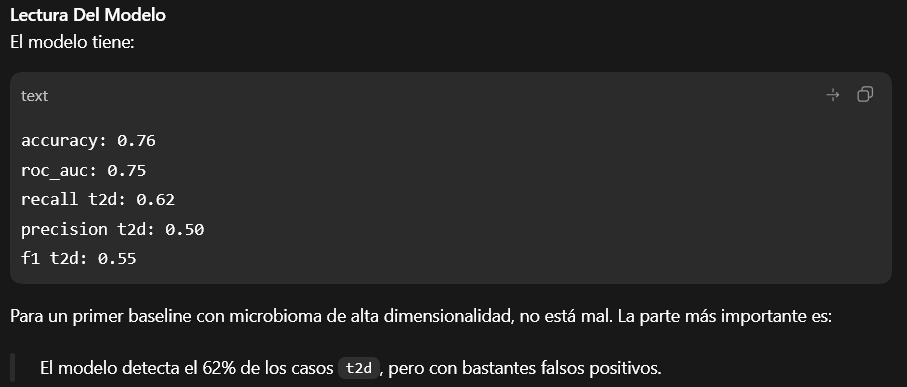 Lectura Del Modelo
El modelo tiene:
text
accuracy: 0.76
roc_auc: 0.75
recall t2d: 0.62
precision t2d: 0.50
f1 t2d: 0.55
Para un primer baseline con microbioma de alta dimensionalidad, no está mal. La parte más importante es:
El modelo detecta el 62% de los casos t2d, pero con bastantes falsos positivos.